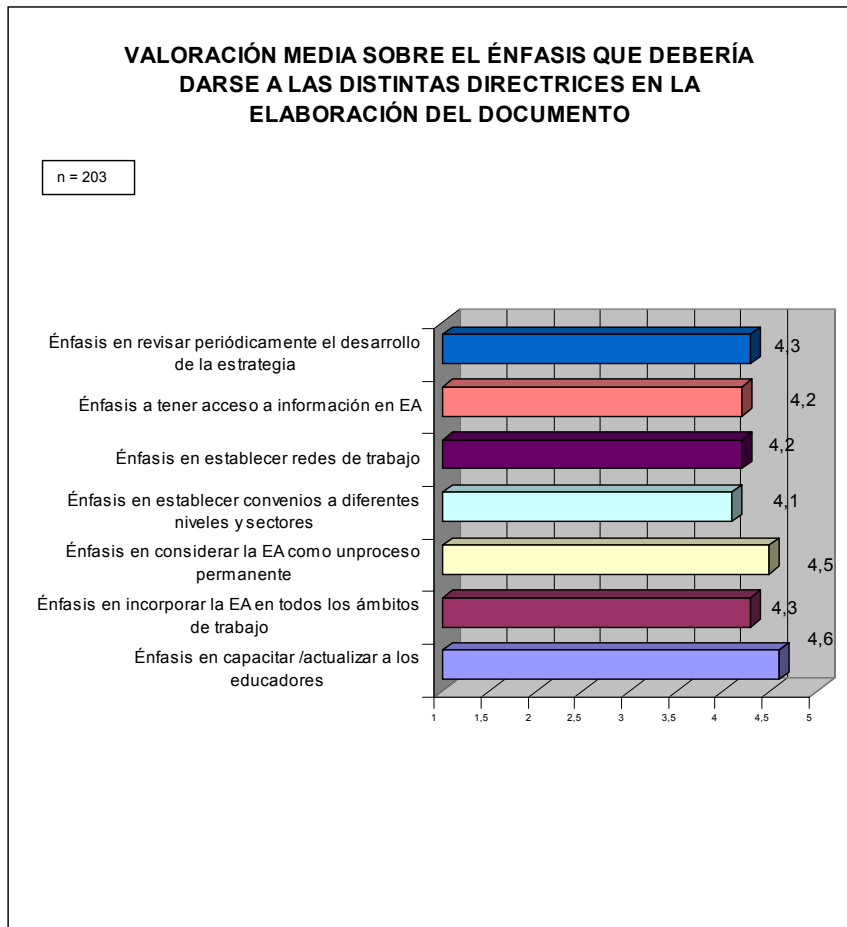 VALORACIÓN MEDIA SOBRE EL ÉNFASIS QUE DEBERÍA
DARSE A LAS DISTINTAS DIRECTRICES EN LA
ELABORACIÓN DEL DOCUMENTO
n = 203
Énfasis en revisar periódicamente el desarrollo
de la estrategia
4,3
Énfasis a tener acceso a información en EA
4,2
Énfasis en establecer redes de trabajo
4,2
Énfasis en establecer convenios a diferentes
niveles y sectores
4,1
Énfasis en considerar la EA como unproceso
permanente
4,5
Énfasis en incorporar la EA en todos los ámbitos
de trabajo
4,3
Énfasis en capacitar /actualizar a los
educadores
4,6
1 1,5 2 2,5 3 3,5 4 4,5 5